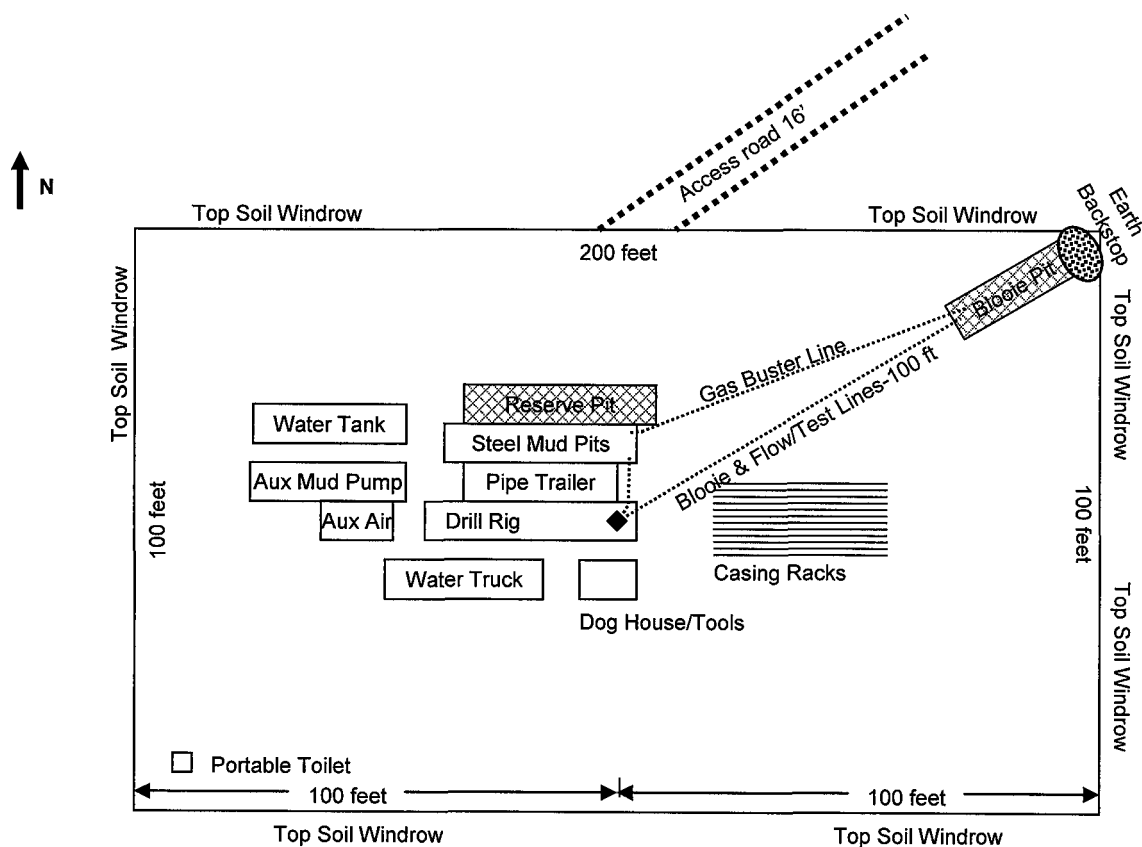 Access road 16'
N
Top Soil Windrow
Top Soil Windrow
Earth
Backstop
200 feet
Blooie Pit
Top Soil Windrow
Top Soil Windrow
Gas Buster Line
Blooie & Flow/Test Lines-100 ft
Reserve Pit
Water Tank
Steel Mud Pits
Aux Mud Pump
Pipe Trailer
Aux Air
Drill Rig
100 feet
100 feet
Casing Racks
Water Truck
Dog House/Tools
Top Soil Windrow
Portable Toilet
100 feet
100 feet
Top Soil Windrow
Top Soil Windrow